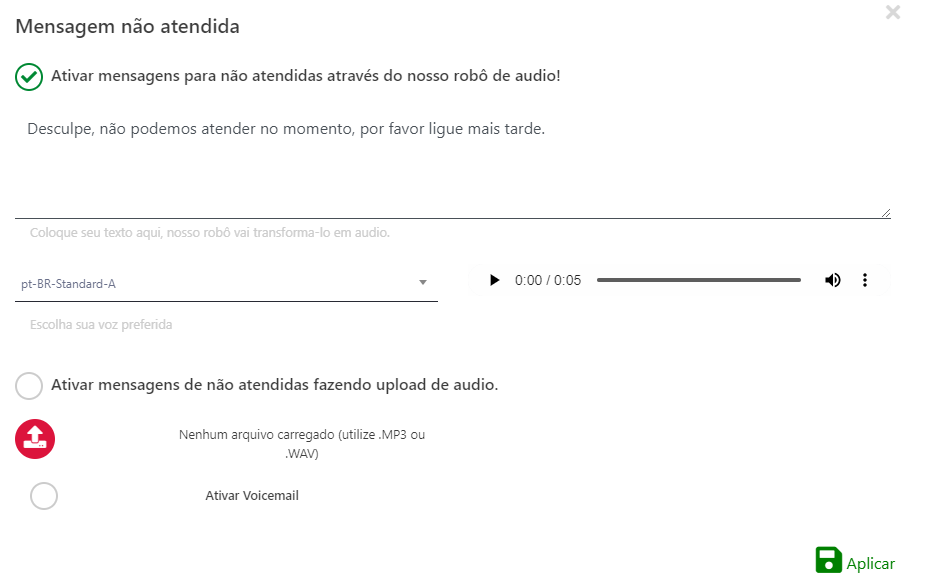 Mensagem não atendida
Ativar mensagens para não atendidas através do nosso robô de audio!
Desculpe, não podemos atender no momento, por favor ligue mais tarde.
Coloque seu texto aqui, nosso robô vai transforma-lo em audio.
pt-BR-Standard-A
0:00 / 0:05
Escolha sua voz preferida
Ativar mensagens de não atendidas fazendo upload de audio.
Nenhum arquivo carregado (utilize .MP3 ou
.WAV)
Ativar Voicemail
Aplicar